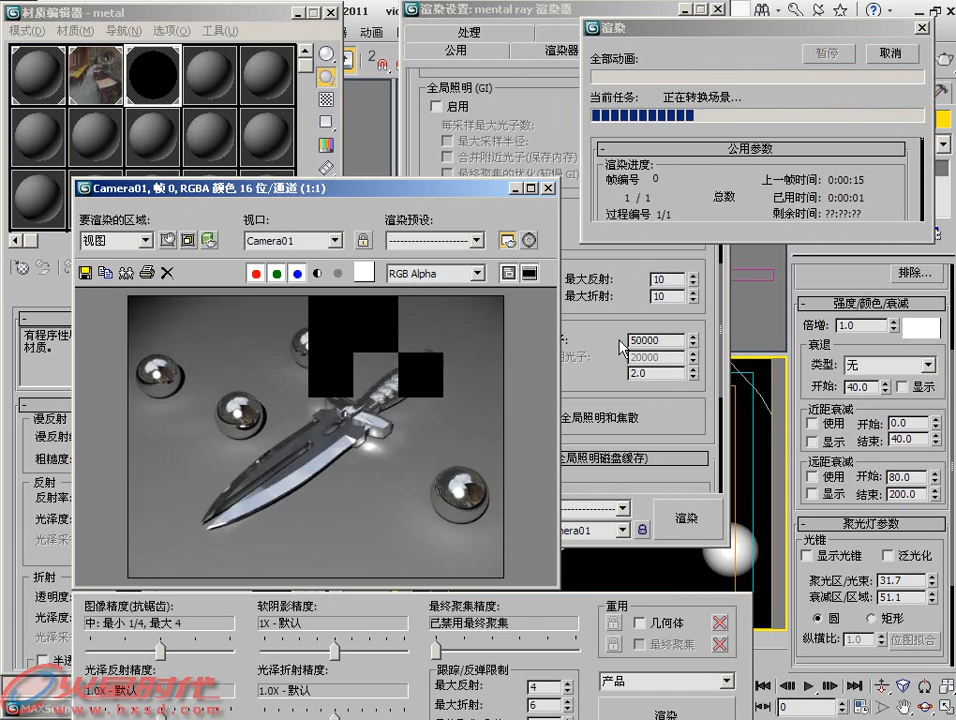 材质编辑器 - metal
模式(D) 材质(M) 导航(N) 选项(O) 工具(U)
2011
动画
渲染设置: mental ray 渲染器
处理
公用
渲染器
全局照明 (GI)
启用
每采样最大光子数:
最大采样半径:
合并附近光子(保存内存)
渲染
全部动画:
暂停
取消
当前任务: 正在转换场景...
- 公用参数
渲染进度:
帧编号 0
上一帧时间: 0:00:15
1 / 1
总数
已用时间: 0:00:01
过程编号 1/1
剩余时间: ??:??:??
Camera01, 帧 0, RGBA 颜色 16 位/通道 (1:1)
要渲染的区域:
视口:
渲染预设:
视图
Camera01
RGB Alpha
最大反射: 10
最大折射: 10
50000
20000
2.0
全局照明和焦散
全局照明磁盘缓存)
渲染
排除...
- 强度/颜色/衰减
倍增: 1.0
衰退
类型: 无
开始: 40.0 显示
近距衰减
使用 开始: 0.0
显示 结束: 40.0
远距衰减
使用 开始: 80.0
显示 结束: 200.0
- 聚光灯参数
光锥
显示光锥 泛光化
聚光区/光束: 31.7
衰减区/区域: 51.1
圆 矩形
纵横比: 1.0 位图拟合
材质。
漫反射
粗糙度:
反射
反射率:
光泽度:
折射
透明度:
光泽度:
图像精度(抗锯齿):
中: 最小 1/4, 最大 4
软阴影精度:
1X - 默认
最终聚集精度:
已禁用最终聚集
光泽反射精度:
1.0X - 默认
光泽折射精度:
1.0X - 默认
跟踪/反弹限制
最大反射: 4
最大折射: 6
重用
几何体
最终聚集
产品
渲染
0
火星时代
www.hxsd.com